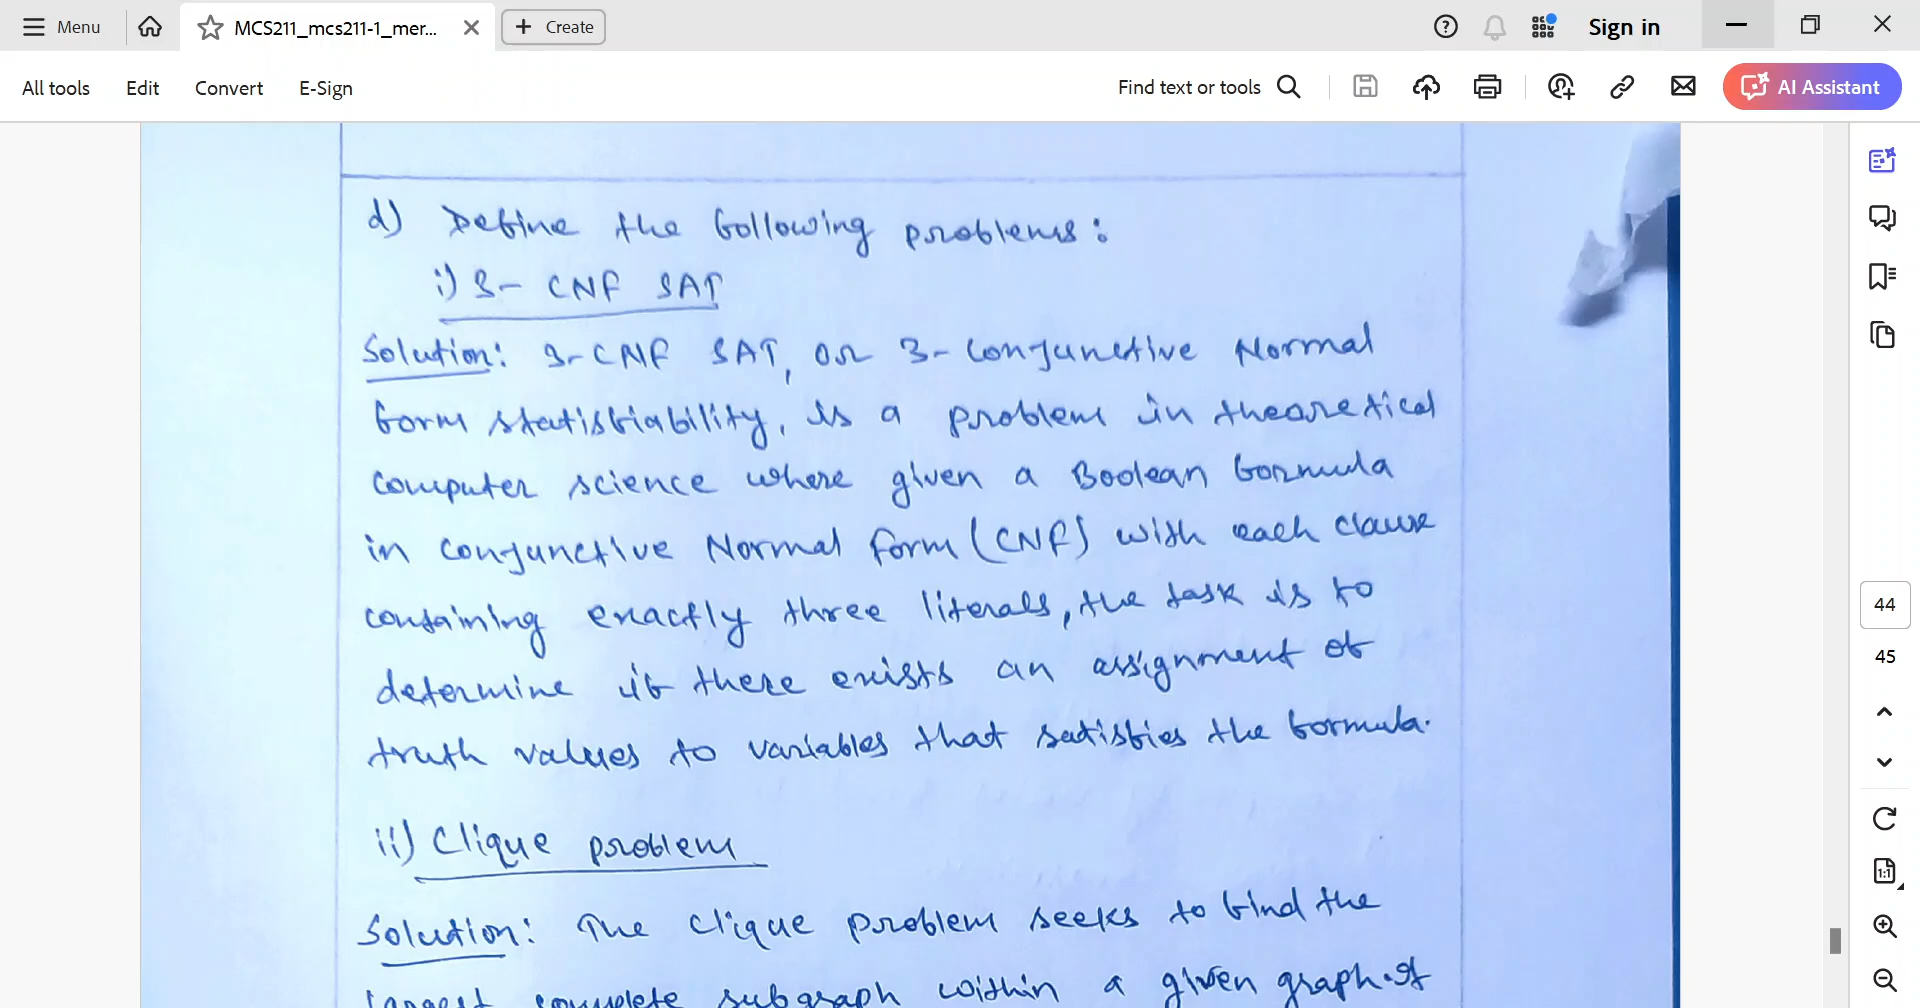 Menu
MCS211_mcs211-1_mer...
Create
Sign in
All tools
Edit
Convert
E-Sign
Find text or tools
AI Assistant
d) Define the following problems:
i) 3- CNF SAT
Solution: 3-CNF SAT, or 3-Conjunctive Normal
form statisfiability, is a problem in theoretical
computer science where given a Boolean formula
in conjunctive Normal Form (CNF) with each clause
containing exactly three literals, the task is to
determine if there exists an assignment of
truth values to variables that satisfies the formula.
ii) Clique problem
Solution: The Clique problem seeks to find the
largest complete subgraph within a given graph.
44
45
1:1